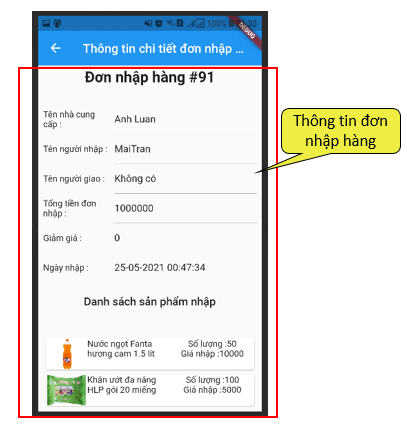 100%
DEBUG
Thông tin chi tiết đơn nhập ...
Đơn nhập hàng #91
Tên nhà cung
cấp :
Anh Luan
Tên người nhập :
MaiTran
Tên người giao :
Không có
Tổng tiền đơn
nhập :
1000000
Giảm giá :
0
Ngày nhập :
25-05-2021 00:47:34
Danh sách sản phẩm nhập
Nước ngọt Fanta
hương cam 1.5 lít
Số lượng :50
Giá nhập :10000
Khăn ướt đa năng
HLP gói 20 miếng
Số lượng :100
Giá nhập :5000
Thông tin đơn
nhập hàng